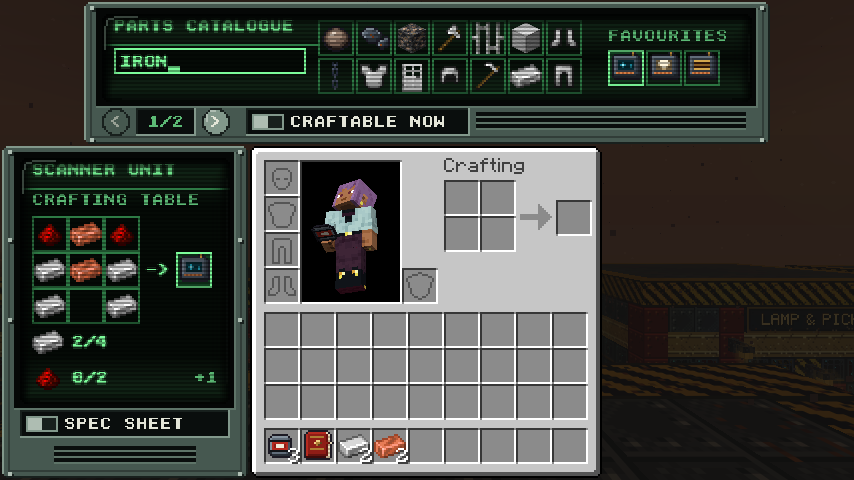 PARTS CATALOGUE
IRON_
FAVOURITES
1/2
CRAFTABLE NOW
SCANNER UNIT
CRAFTING TABLE
2/4
0/2
+1
SPEC SHEET
Crafting
3
2
2
LAMP & PICK